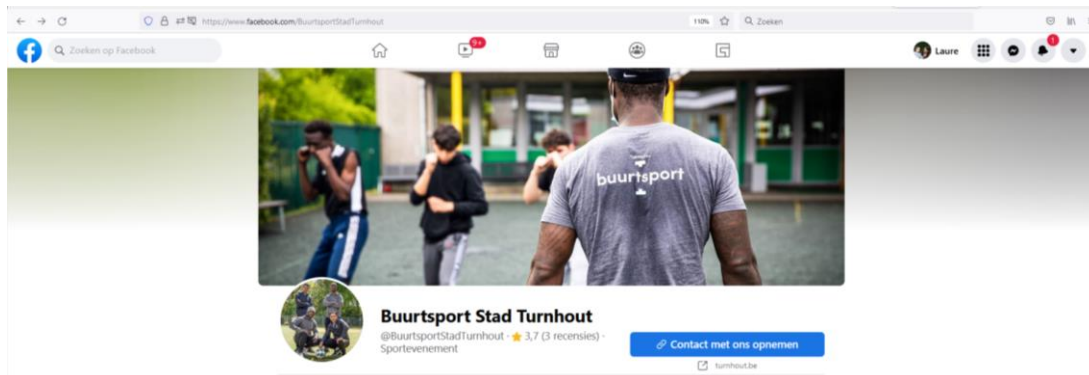 https://www.facebook.com/BuurtsportStadTurnhout
110%
Zoeken
Zoeken op Facebook
9+
Laure
1
buurtsport
Buurtsport Stad Turnhout
@BuurtsportStadTurnhout · 3,7 (3 recensies) ·
Sportevenement
Contact met ons opnemen
turnhout.be